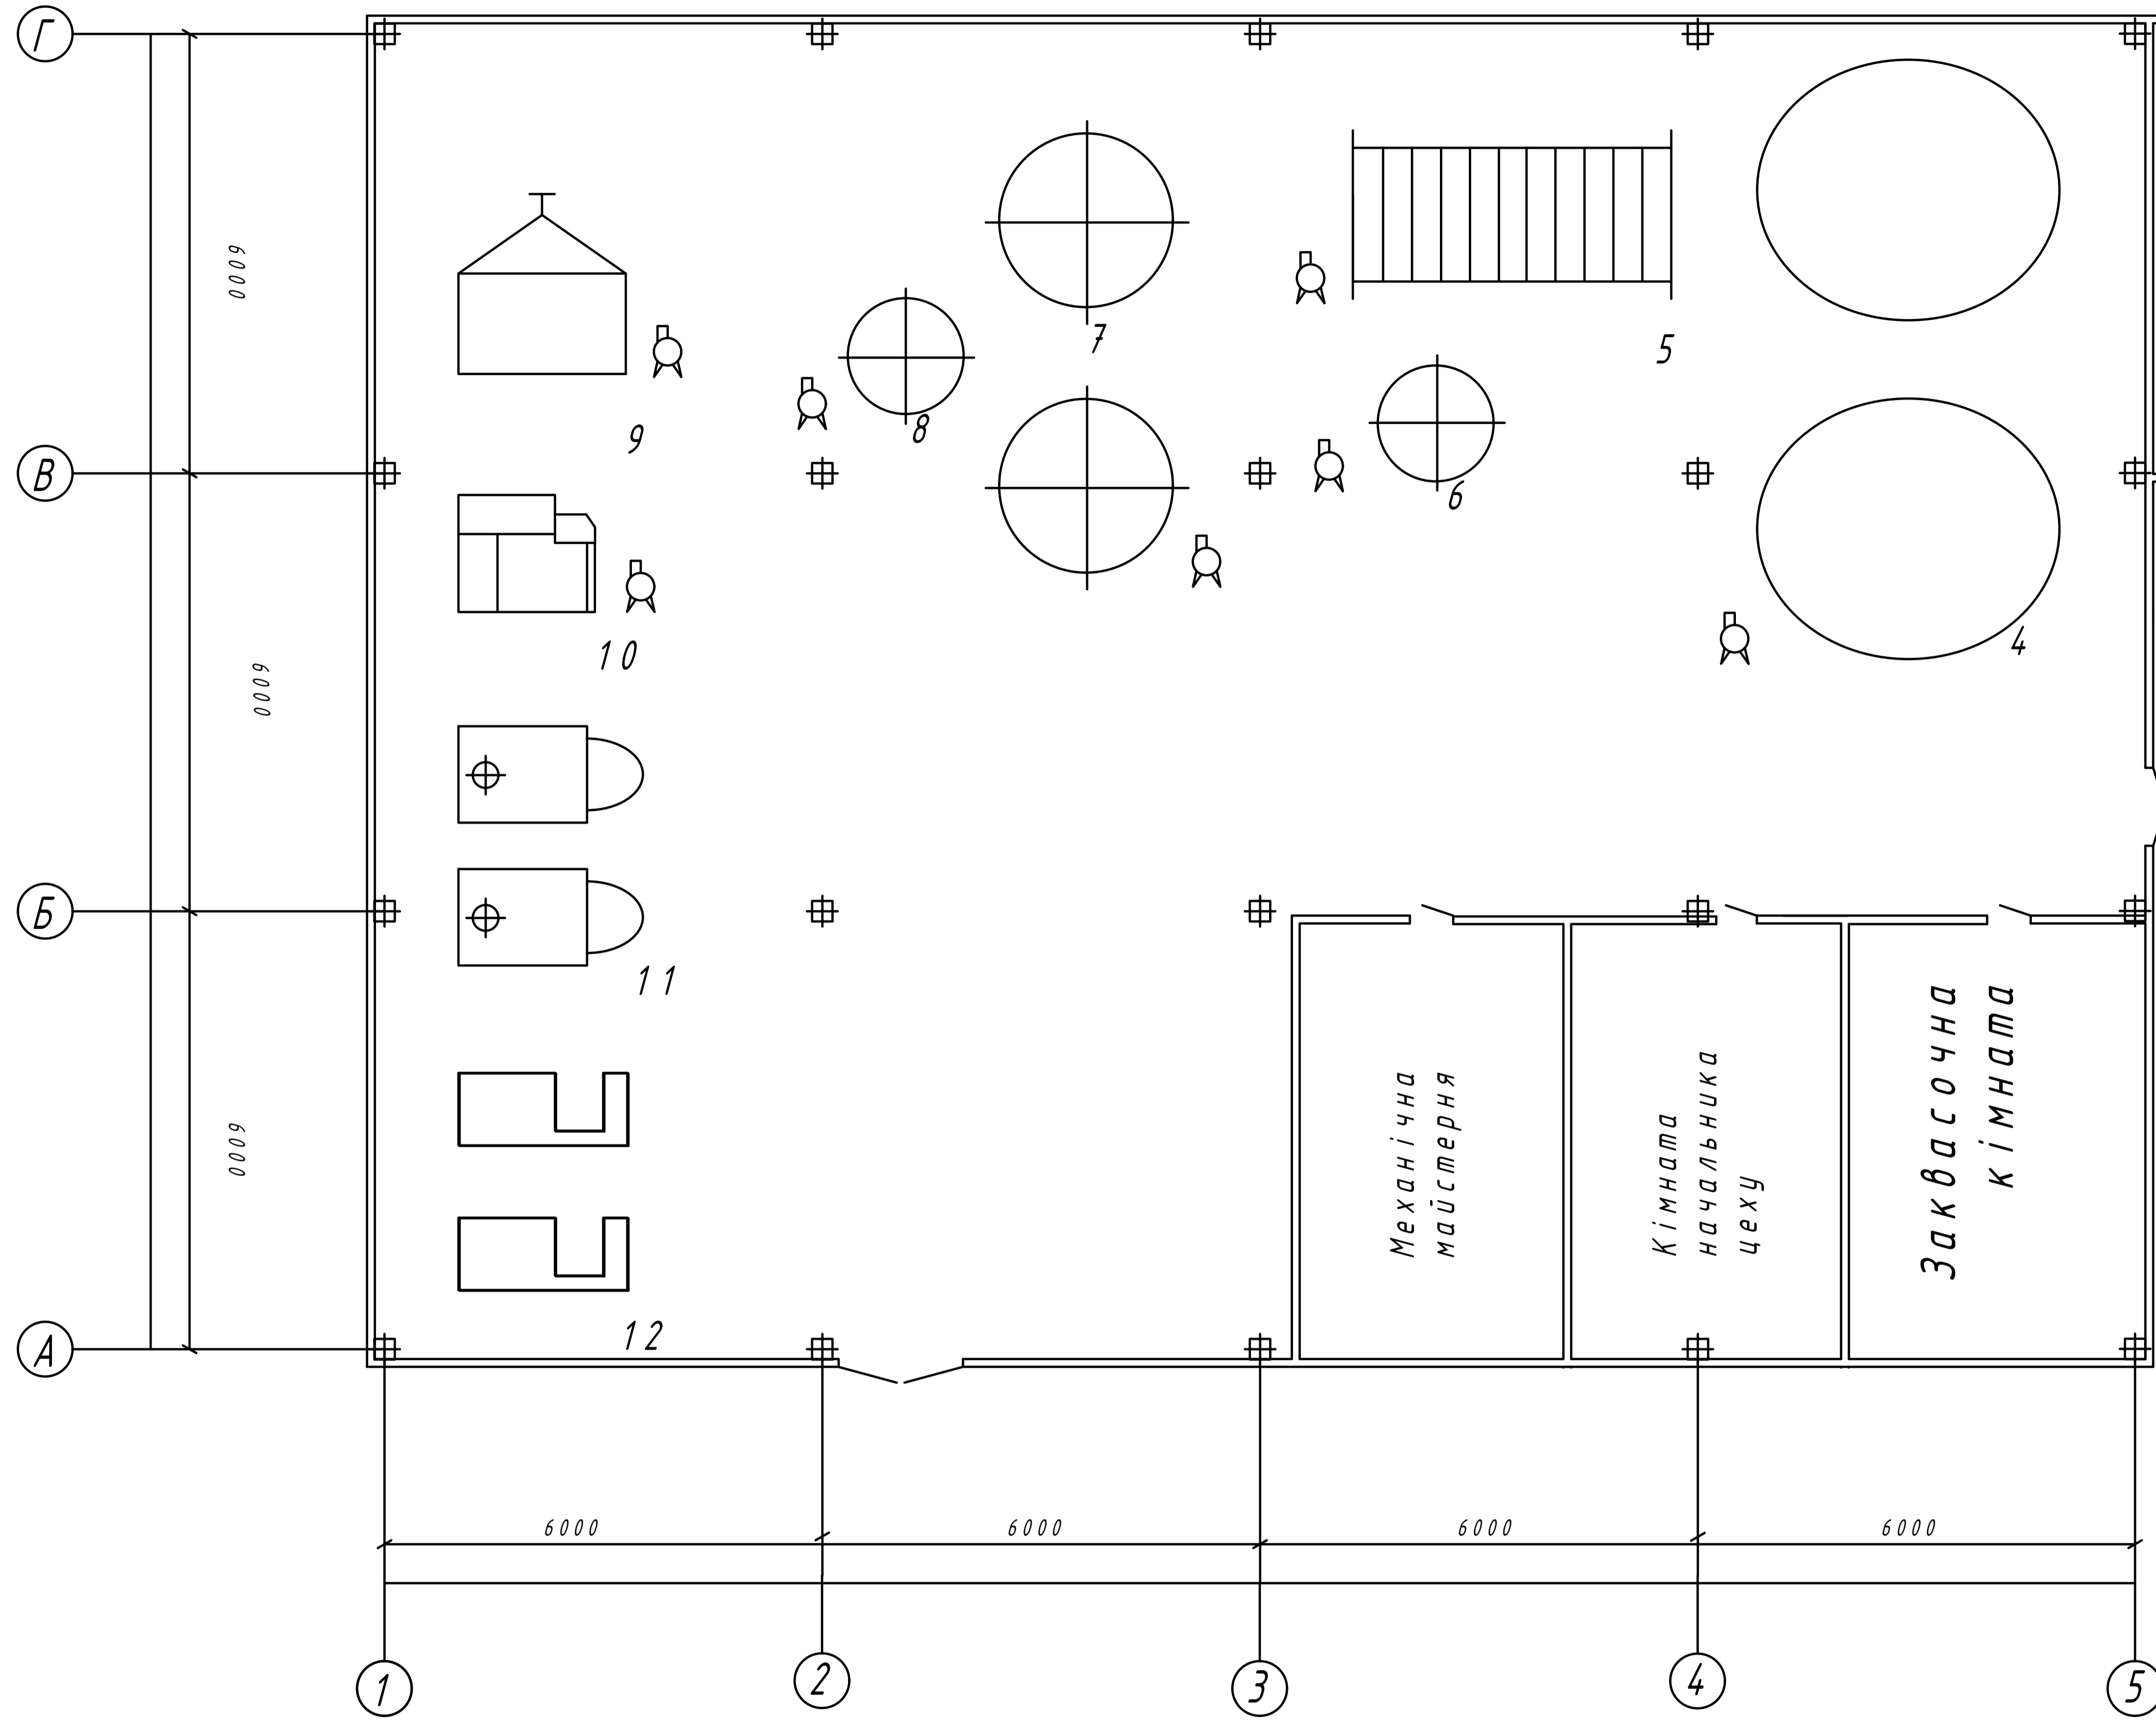 Г
6000
7
5
8
9
В
6
10
4
6000
Б
11
Механічна
майстерня
Кімната
начальника
цеху
Заквасочна
кімната
6000
12
А
6000
6000
6000
6000
1
2
3
4
5